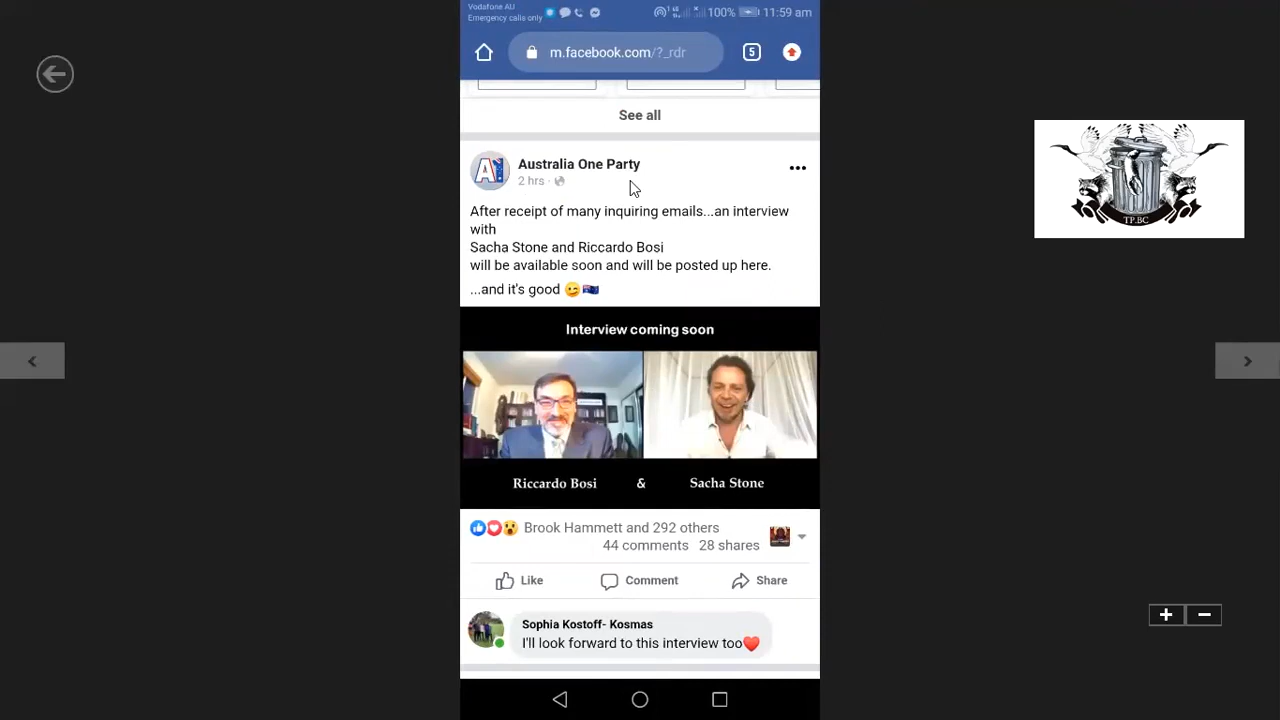 Vodafone AU
Emergency calls only
100%
11:59 am
m.facebook.com/?_rdr
5
See all
Australia One Party
2 hrs ·
After receipt of many inquiring emails...an interview
with
Sacha Stone and Riccardo Bosi
will be available soon and will be posted up here.
...and it's good
Interview coming soon
Riccardo Bosi & Sacha Stone
Brook Hammett and 292 others
44 comments 28 shares
Like Comment Share
Sophia Kostoff- Kosmas
I'll look forward to this interview too
TP.BC